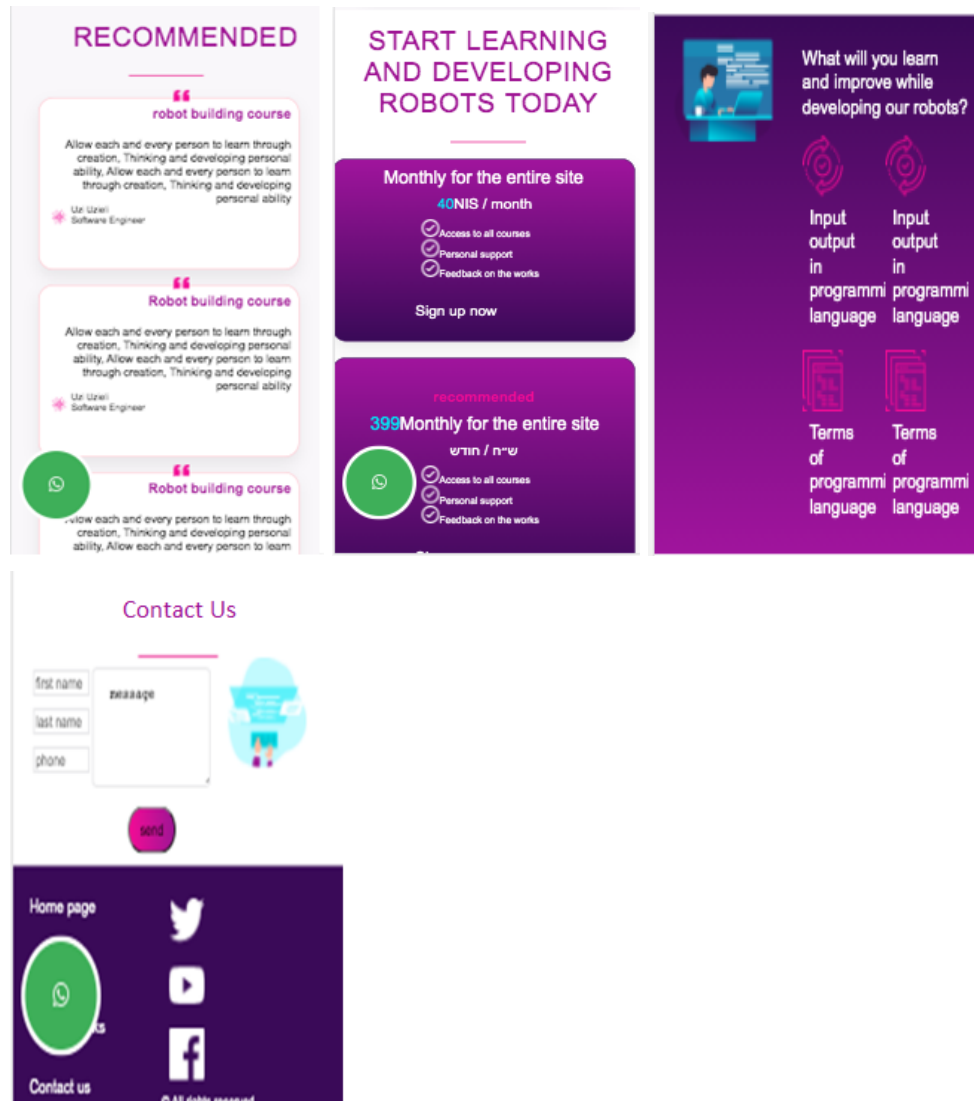 RECOMMENDED
robot building course
Allow each and every person to learn through
creation, Thinking and developing personal
ability, Allow each and every person to learn
through creation, Thinking and developing
personal ability
Uzi Uzieri
Software Engineer
Robot building course
Allow each and every person to learn through
creation, Thinking and developing personal
ability, Allow each and every person to learn
through creation, Thinking and developing
personal ability
Uzi Uzieri
Software Engineer
Robot building course
each and every person to learn through
creation, Thinking and developing personal
ability, Allow each and every person to learn
START LEARNING
AND DEVELOPING
ROBOTS TODAY
Monthly for the entire site
40NIS / month
Access to all courses
Personal support
Feedback on the works
Sign up now
recommended
399Monthly for the entire site
ש״ח / חודש
Access to all courses
Personal support
Feedback on the works
What will you learn
and improve while
developing our robots?
Input
output
in
programmi
language
Input
output
in
programmi
language
Terms
of
programmi
language
Terms
of
programmi
language
Contact Us
first name
last name
phone
message
send
Home page
Contact us
© All rights reserved